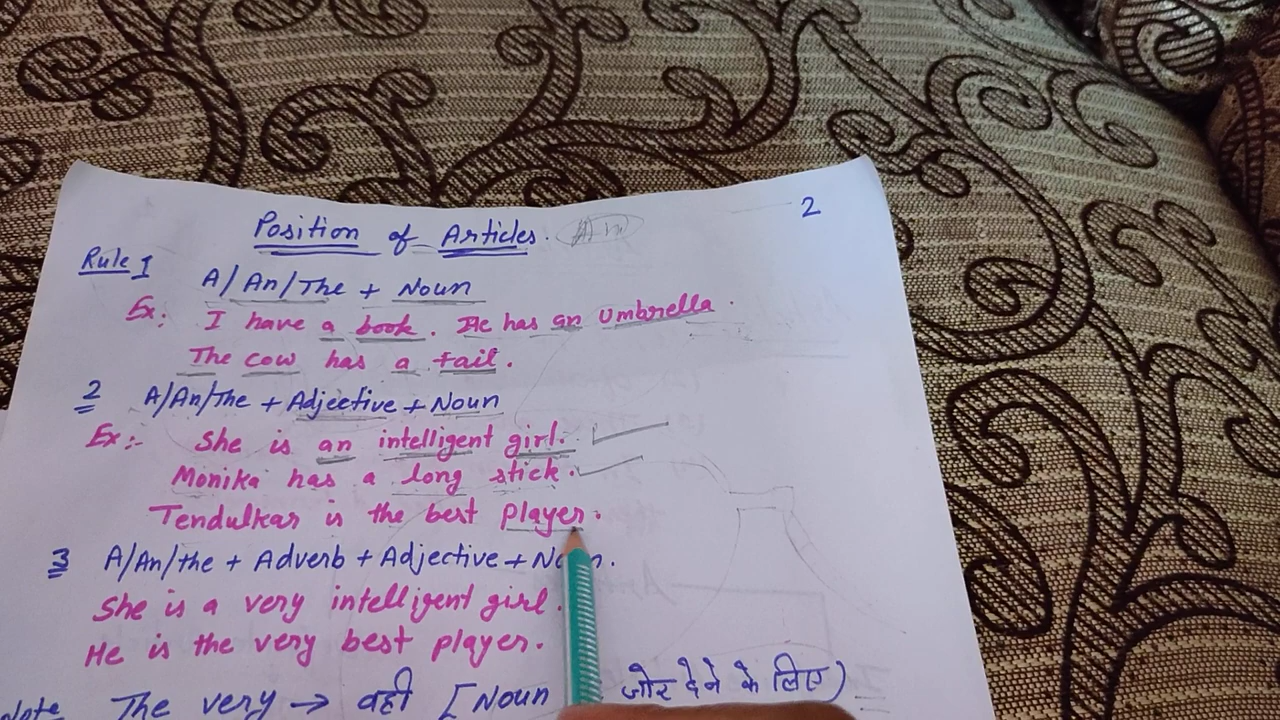 Position of Articles. 2
Rule 1
A/An/The + Noun
Ex: I have a book. He has an Umbrella.
The cow has a tail.
2 A/An/The + Adjective + Noun
Ex:- She is an intelligent girl.
Monika has a long stick.
Tendulkar is the best player.
3 A/An/the + Adverb + Adjective + Noun.
She is a very intelligent girl.
He is the very best player.
Note The very → वही [Noun जोर देने के लिए)